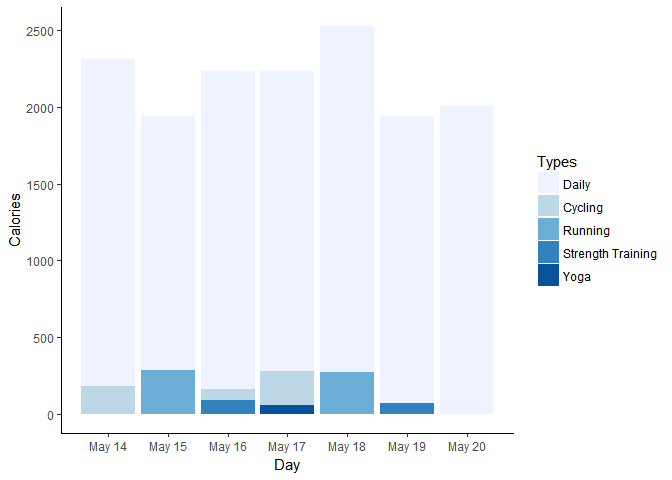 2500
2000
1500
1000
500
0
Calories
May 14 May 15 May 16 May 17 May 18 May 19 May 20
Day
Types
Daily
Cycling
Running
Strength Training
Yoga